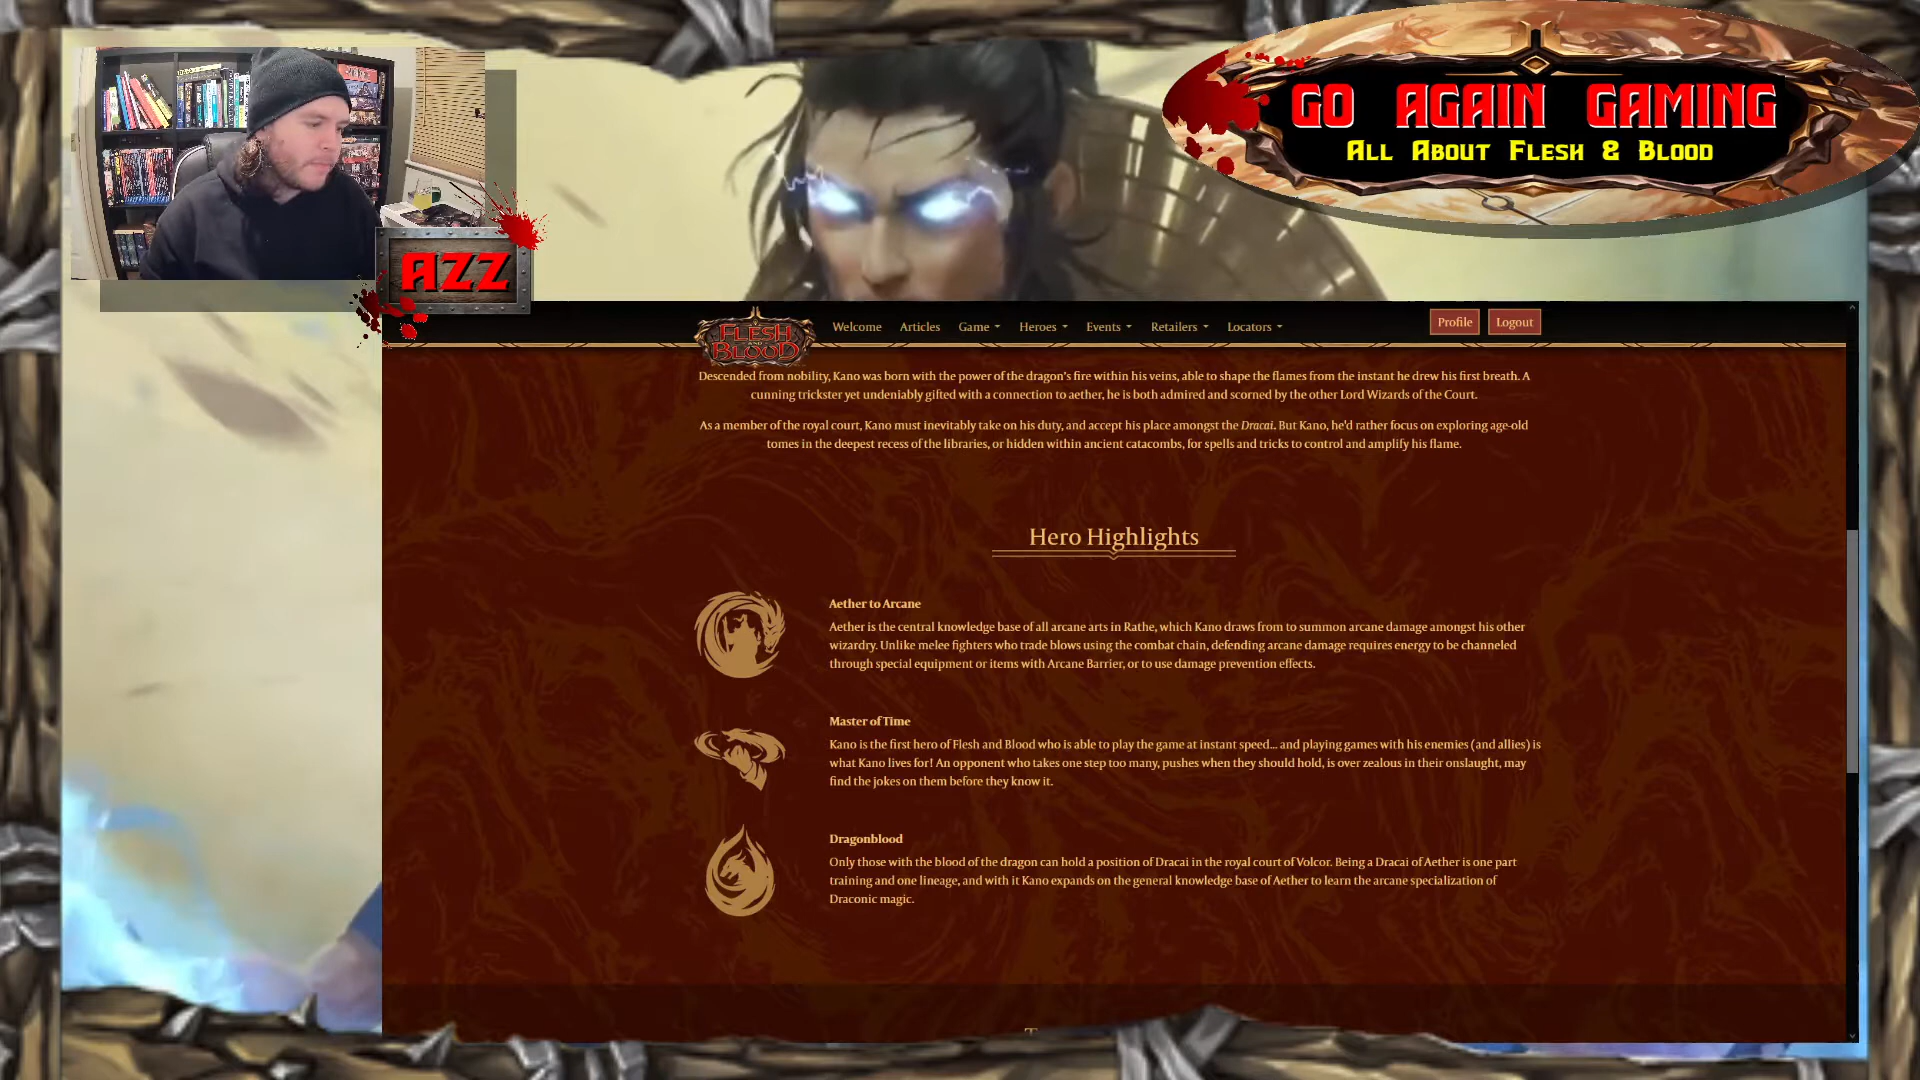 GO AGAIN GAMING
All About Flesh & Blood
AZZ
FLESH
AND
BLOOD
Welcome Articles Game Heroes Events Retailers Locators Profile Logout
Descended from nobility, Kano was born with the power of the dragon's fire within his veins, able to shape the flames from the instant he drew his first breath. A
cunning trickster yet undeniably gifted with a connection to aether, he is both admired and scorned by the other Lord Wizards of the Court.
As a member of the royal court, Kano must inevitably take on his duty, and accept his place amongst the Dracai. But Kano, he'd rather focus on exploring age-old
tomes in the deepest recess of the libraries, or hidden within ancient catacombs, for spells and tricks to control and amplify his flame.
Hero Highlights
Aether to Arcane
Aether is the central knowledge base of all arcane arts in Rathe, which Kano draws from to summon arcane damage amongst his other
wizardry. Unlike melee fighters who trade blows using the combat chain, defending arcane damage requires energy to be channeled
through special equipment or items with Arcane Barrier, or to use damage prevention effects.
Master of Time
Kano is the first hero of Flesh and Blood who is able to play the game at instant speed... and playing games with his enemies (and allies) is
what Kano lives for! An opponent who takes one step too many, pushes when they should hold, is over zealous in their onslaught, may
find the jokes on them before they know it.
Dragonblood
Only those with the blood of the dragon can hold a position of Dracai in the royal court of Volcor. Being a Dracai of Aether is one part
training and one lineage, and with it Kano expands on the general knowledge base of Aether to learn the arcane specialization of
Draconic magic.